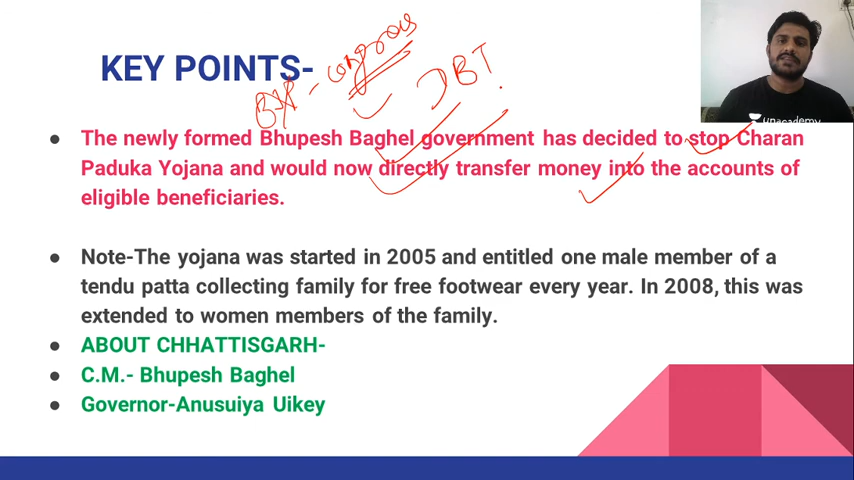 KEY POINTS-
BJP - congress
DBT
The newly formed Bhupesh Baghel government has decided to stop Charan
Paduka Yojana and would now directly transfer money into the accounts of
eligible beneficiaries.
Note-The yojana was started in 2005 and entitled one male member of a
tendu patta collecting family for free footwear every year. In 2008, this was
extended to women members of the family.
ABOUT CHHATTISGARH-
C.M.- Bhupesh Baghel
Governor-Anusuiya Uikey
unacademy